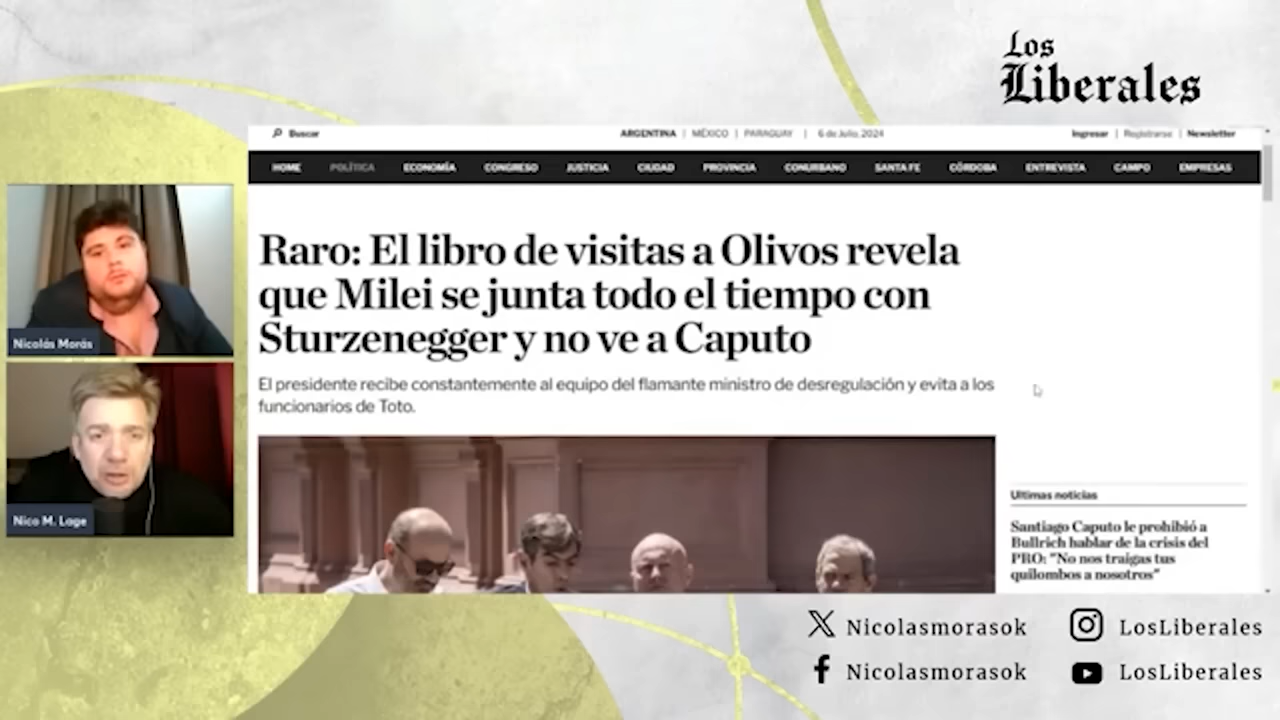 Los
Liberales
Buscar
ARGENTINA | MÉXICO | PARAGUAY | 6 de Julio, 2024
Ingresar | Registrarse | Newsletter
HOME POLÍTICA ECONOMÍA CONGRESO JUSTICIA CIUDAD PROVINCIA CONURBANO SANTA FE CÓRDOBA ENTREVISTA CAMPO EMPRESAS
Raro: El libro de visitas a Olivos revela
que Milei se junta todo el tiempo con
Sturzenegger y no ve a Caputo
El presidente recibe constantemente al equipo del flamante ministro de desregulación y evita a los
funcionarios de Toto.
Nicolás Morás
Nico M. Lage
Ultimas noticias
Santiago Caputo le prohibió a
Bullrich hablar de la crisis del
PRO: "No nos traigas tus
quilombos a nosotros"
Nicolasmorasok
LosLiberales
Nicolasmorasok
LosLiberales